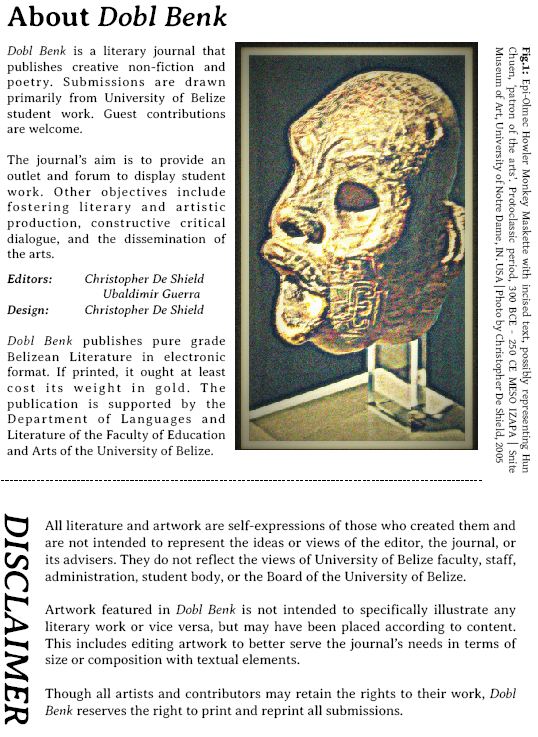 About Dobl Benk
Dobl Benk is a literary journal that
publishes creative non-fiction and
poetry. Submissions are drawn
primarily from University of Belize
student work. Guest contributions
are welcome.
The journal's aim is to provide an
outlet and forum to display student
work. Other objectives include
fostering literary and artistic
production, constructive critical
dialogue, and the dissemination of
the arts.
Editors: Christopher De Shield
Ubaldimir Guerra
Design: Christopher De Shield
Dobl Benk publishes pure grade
Belizean Literature in electronic
format. If printed, it ought at least
cost its weight in gold. The
publication is supported by the
Department of Languages and
Literature of the Faculty of Education
and Arts of the University of Belize.
Fig.1: Epi-Olmec Howler Monkey Maskette with incised text, possibly representing Hun
Chuen, 'patron of the arts'. Protoclassic period, 300 BCE - 250 CE MESO IZAPA | Snite
Museum of Art, University of Notre Dame, IN, USA | Photo by Christopher De Shield, 2005
DISCLAIMER
All literature and artwork are self-expressions of those who created them and
are not intended to represent the ideas or views of the editor, the journal, or
its advisers. They do not reflect the views of University of Belize faculty, staff,
administration, student body, or the Board of the University of Belize.
Artwork featured in Dobl Benk is not intended to specifically illustrate any
literary work or vice versa, but may have been placed according to content.
This includes editing artwork to better serve the journal's needs in terms of
size or composition with textual elements.
Though all artists and contributors may retain the rights to their work, Dobl
Benk reserves the right to print and reprint all submissions.